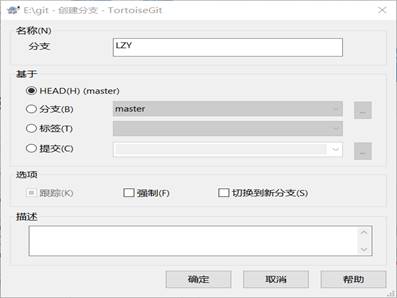 E:\git - 创建分支 - TortoiseGit
名称(N)
分支 LZY
基于
HEAD(H) (master)
分支(B) master ...
标签(T)
提交(C) ...
选项
跟踪(K) 强制(F) 切换到新分支(S)
描述
确定 取消 帮助